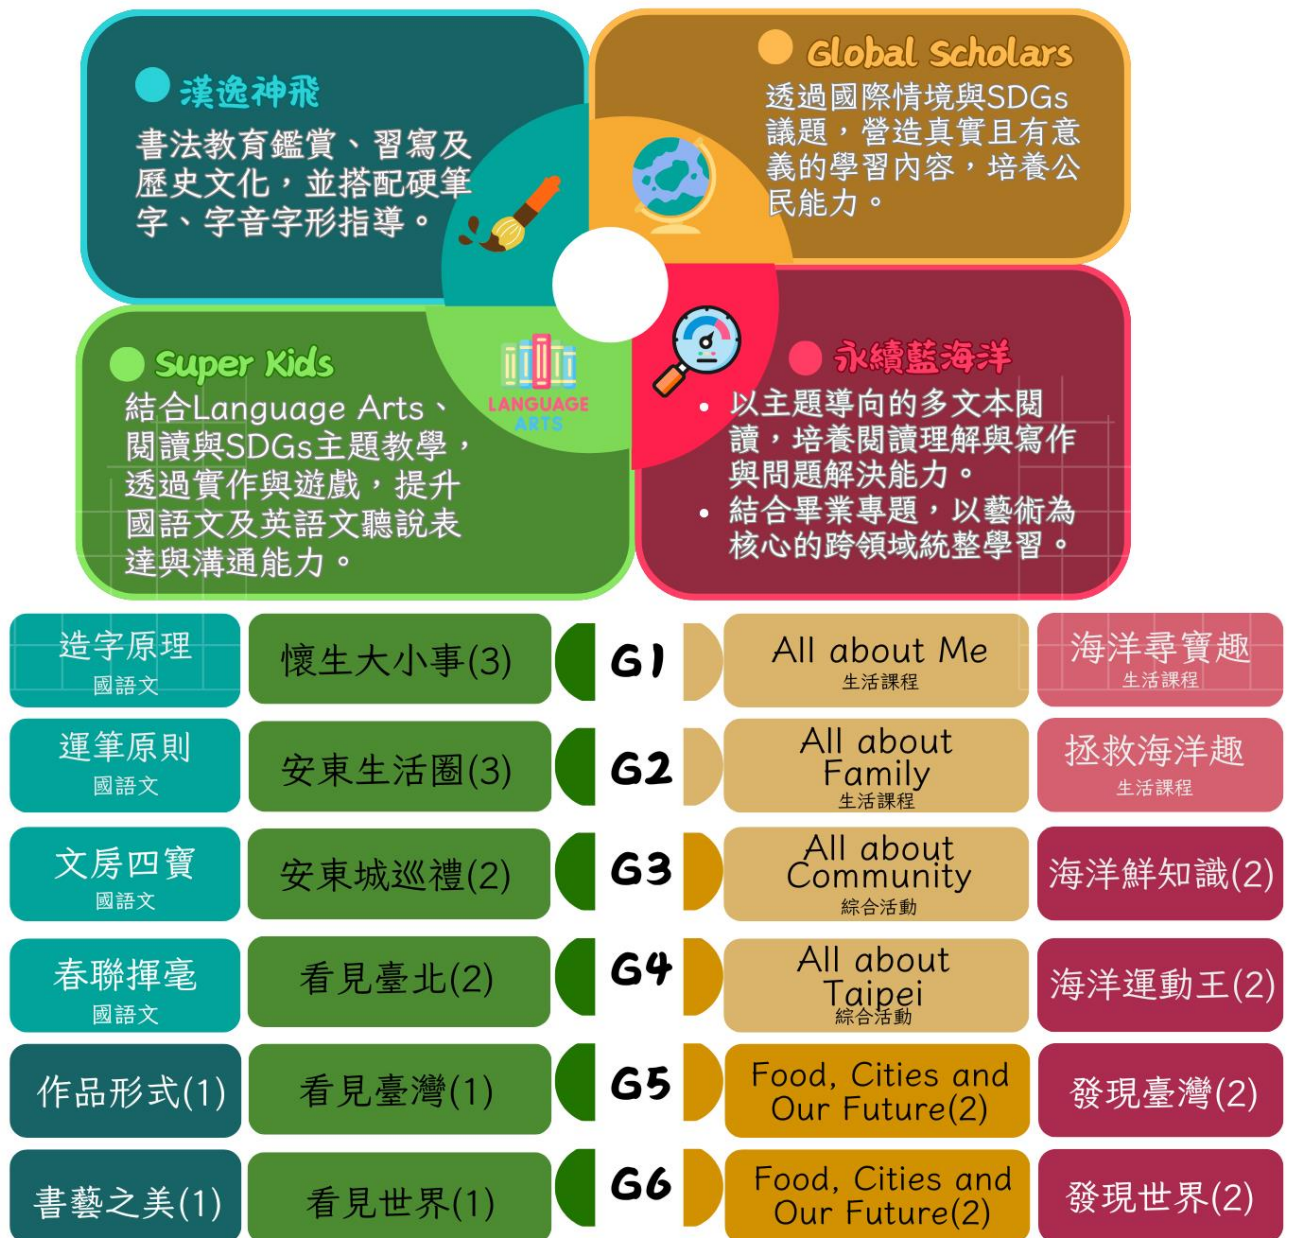 漢逸神飛
書法教育鑑賞、習寫及
歷史文化，並搭配硬筆
字、字音字形指導。
Global Scholars
透過國際情境與SDGs
議題，營造真實且有意
義的學習內容，培養公
民能力。
Super Kids
結合Language Arts、
閱讀與SDGs主題教學，
透過實作與遊戲，提升
國語文及英語文聽說表
達與溝通能力。
LANGUAGE
ARTS
永續藍海洋
• 以主題導向的多文本閱
讀，培養閱讀理解與寫作
與問題解決能力。
• 結合畢業專題，以藝術為
核心的跨領域統整學習。
造字原理
國語文
懷生大小事(3)
G1
All about Me
生活課程
海洋尋寶趣
生活課程
運筆原則
國語文
安東生活圈(3)
G2
All about
Family
生活課程
拯救海洋趣
生活課程
文房四寶
國語文
安東城巡禮(2)
G3
All about
Community
綜合活動
海洋鮮知識(2)
春聯揮毫
國語文
看見臺北(2)
G4
All about
Taipei
綜合活動
海洋運動王(2)
作品形式(1)
看見臺灣(1)
G5
Food, Cities and
Our Future(2)
發現臺灣(2)
書藝之美(1)
看見世界(1)
G6
Food, Cities and
Our Future(2)
發現世界(2)